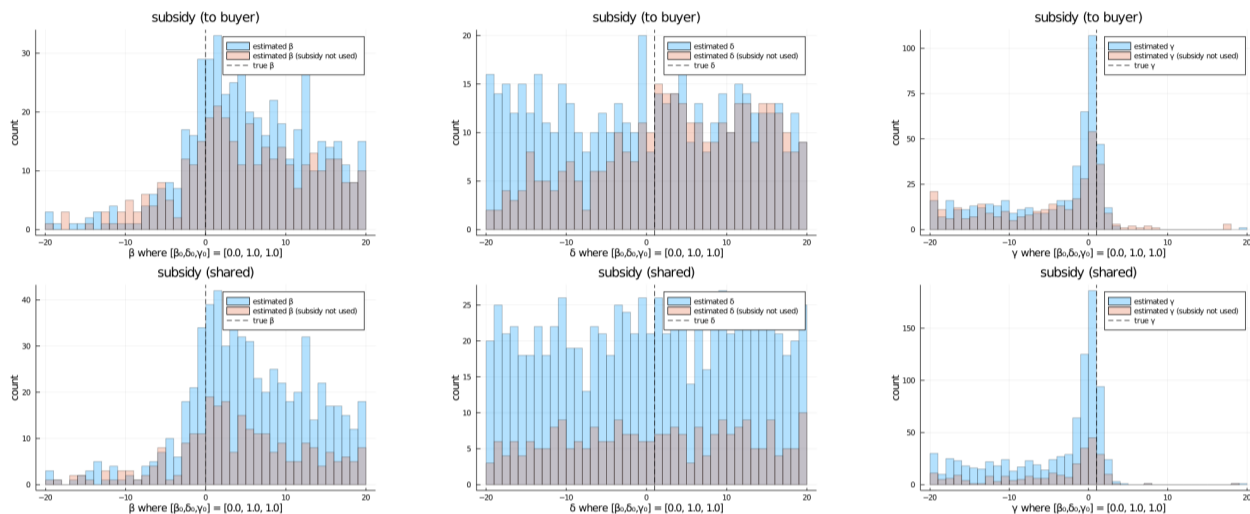 subsidy (to buyer)
estimated β
estimated β (subsidy not used)
true β
30
20
10
0
count
−20
−10
0
10
20
β where [β₀,δ₀,γ₀] = [0.0, 1.0, 1.0]
subsidy (to buyer)
estimated δ
estimated δ (subsidy not used)
true δ
20
15
10
5
0
count
−20
−10
0
10
20
δ where [β₀,δ₀,γ₀] = [0.0, 1.0, 1.0]
subsidy (to buyer)
estimated γ
estimated γ (subsidy not used)
true γ
100
75
50
25
0
count
−20
−10
0
10
20
γ where [β₀,δ₀,γ₀] = [0.0, 1.0, 1.0]
subsidy (shared)
estimated β
estimated β (subsidy not used)
true β
40
30
20
10
0
count
−20
−10
0
10
20
β where [β₀,δ₀,γ₀] = [0.0, 1.0, 1.0]
subsidy (shared)
estimated δ
estimated δ (subsidy not used)
true δ
25
20
15
10
5
0
count
−20
−10
0
10
20
δ where [β₀,δ₀,γ₀] = [0.0, 1.0, 1.0]
subsidy (shared)
estimated γ
estimated γ (subsidy not used)
true γ
150
100
50
0
count
−20
−10
0
10
20
γ where [β₀,δ₀,γ₀] = [0.0, 1.0, 1.0]